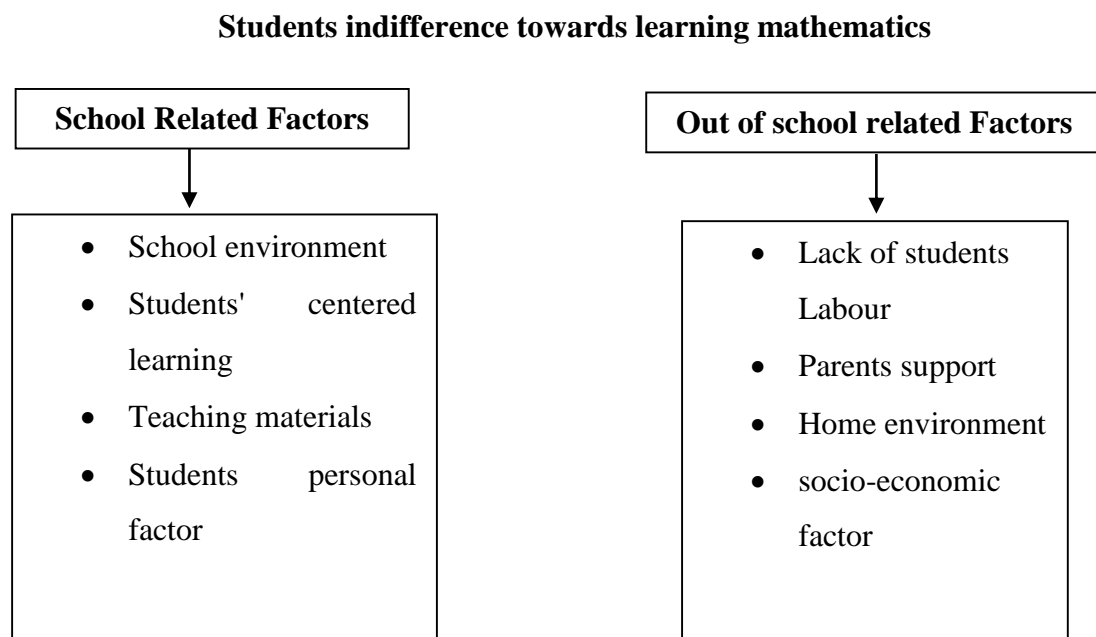 Students indifference towards learning mathematics
School Related Factors
• School environment
• Students' centered
learning
• Teaching materials
• Students personal
factor
Out of school related Factors
• Lack of students
Labour
• Parents support
• Home environment
• socio-economic
factor